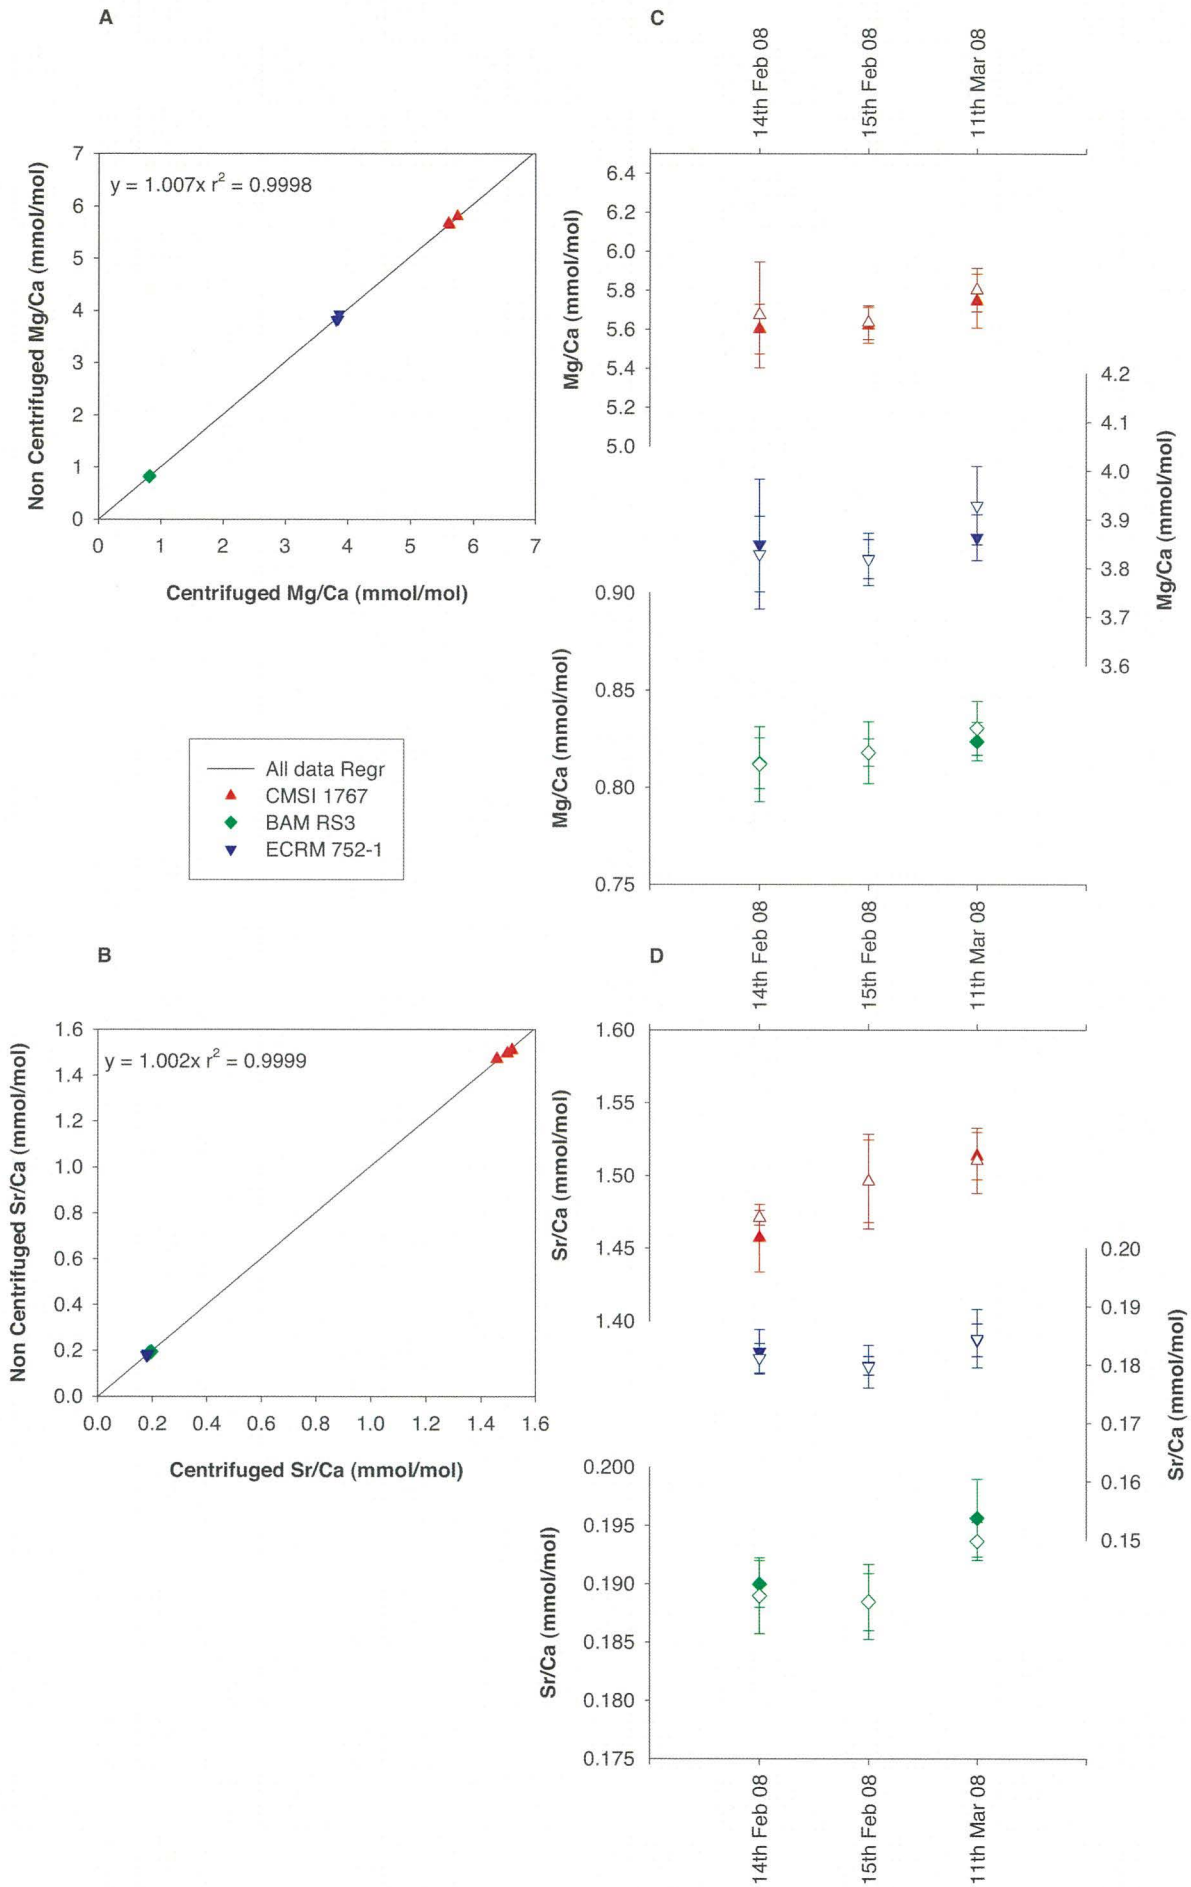 A
y = 1.007x r² = 0.9998
Non Centrifuged Mg/Ca (mmol/mol)
7
6
5
4
3
2
1
0
0 1 2 3 4 5 6 7
Centrifuged Mg/Ca (mmol/mol)
All data Regr
CMSI 1767
BAM RS3
ECRM 752-1
B
y = 1.002x r² = 0.9999
Non Centrifuged Sr/Ca (mmol/mol)
1.6
1.4
1.2
1.0
0.8
0.6
0.4
0.2
0.0
0.0 0.2 0.4 0.6 0.8 1.0 1.2 1.4 1.6
Centrifuged Sr/Ca (mmol/mol)
C
14th Feb 08
15th Feb 08
11th Mar 08
Mg/Ca (mmol/mol)
6.4
6.2
6.0
5.8
5.6
5.4
5.2
5.0
4.2
4.1
4.0
3.9
3.8
3.7
3.6
Mg/Ca (mmol/mol)
Mg/Ca (mmol/mol)
0.90
0.85
0.80
0.75
14th Feb 08
15th Feb 08
11th Mar 08
D
Sr/Ca (mmol/mol)
1.60
1.55
1.50
1.45
1.40
0.20
0.19
0.18
0.17
0.16
0.15
Sr/Ca (mmol/mol)
Sr/Ca (mmol/mol)
0.200
0.195
0.190
0.185
0.180
0.175
14th Feb 08
15th Feb 08
11th Mar 08